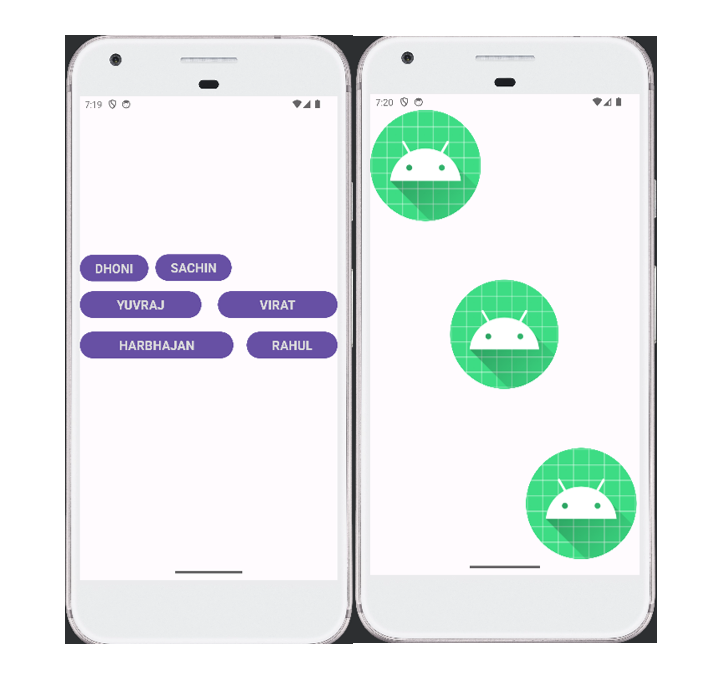 7:19
DHONI SACHIN
YUVRAJ VIRAT
HARBHAJAN RAHUL
7:20